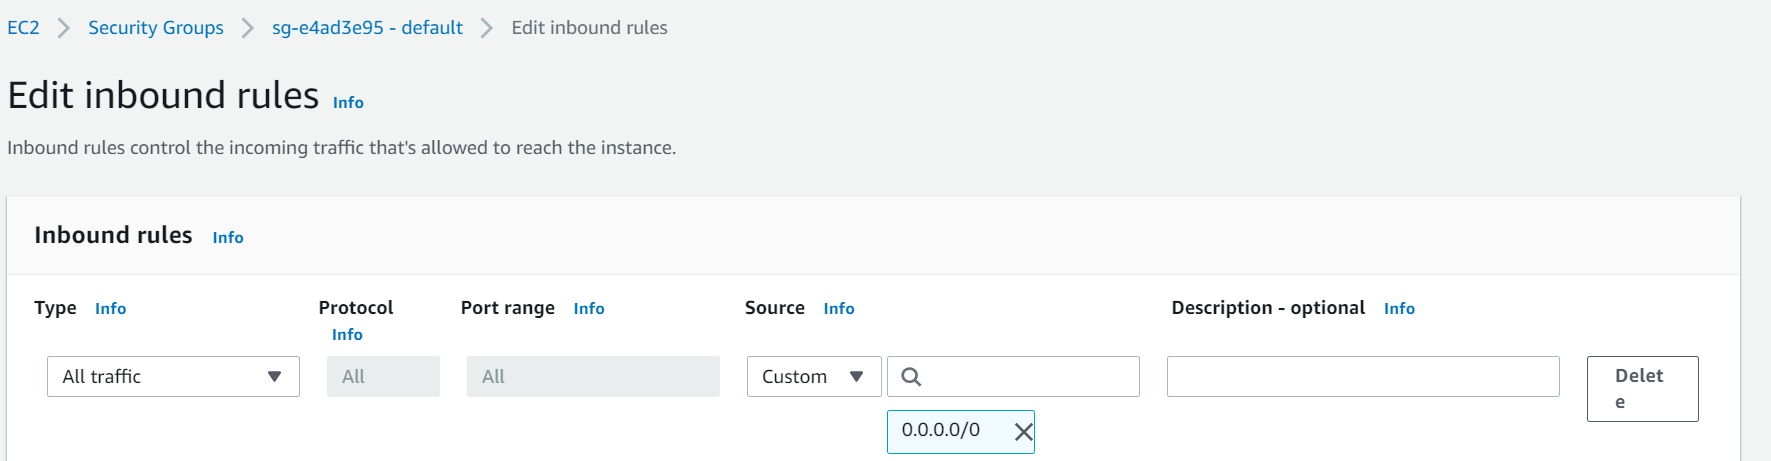 EC2 Security Groups sg-e4ad3e95 - default Edit inbound rules
Edit inbound rules Info
Inbound rules control the incoming traffic that's allowed to reach the instance.
Inbound rules Info
Type Info Protocol Port range Info Source Info Description - optional Info
Info
All traffic All All Custom Delet
e
0.0.0.0/0